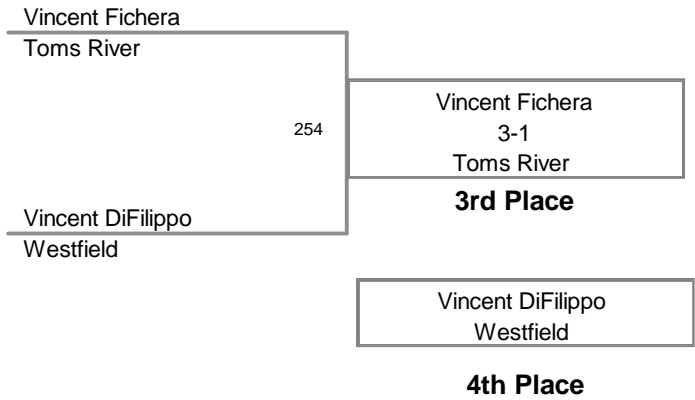 Vincent Fichera
Toms River
254
Vincent Fichera
3-1
Toms River
3rd Place
Vincent DiFilippo
Westfield
Vincent DiFilippo
Westfield
4th Place